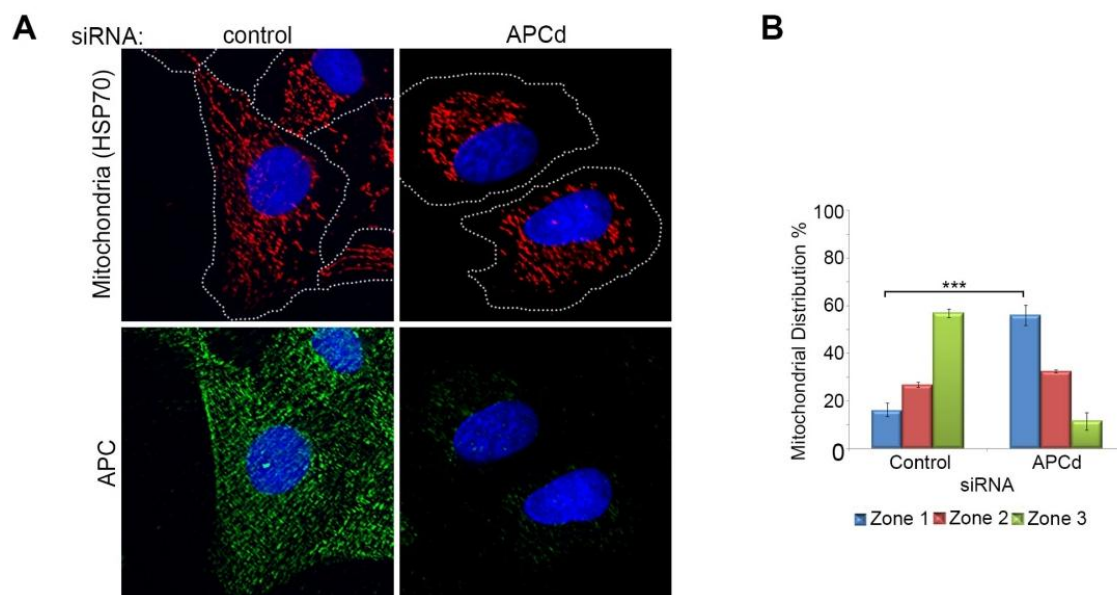 A
siRNA: control APCd
Mitochondria (HSP70)
APC
B
Mitochondrial Distribution %
100
80
60
40
20
0
***
Control APCd
siRNA
Zone 1 Zone 2 Zone 3